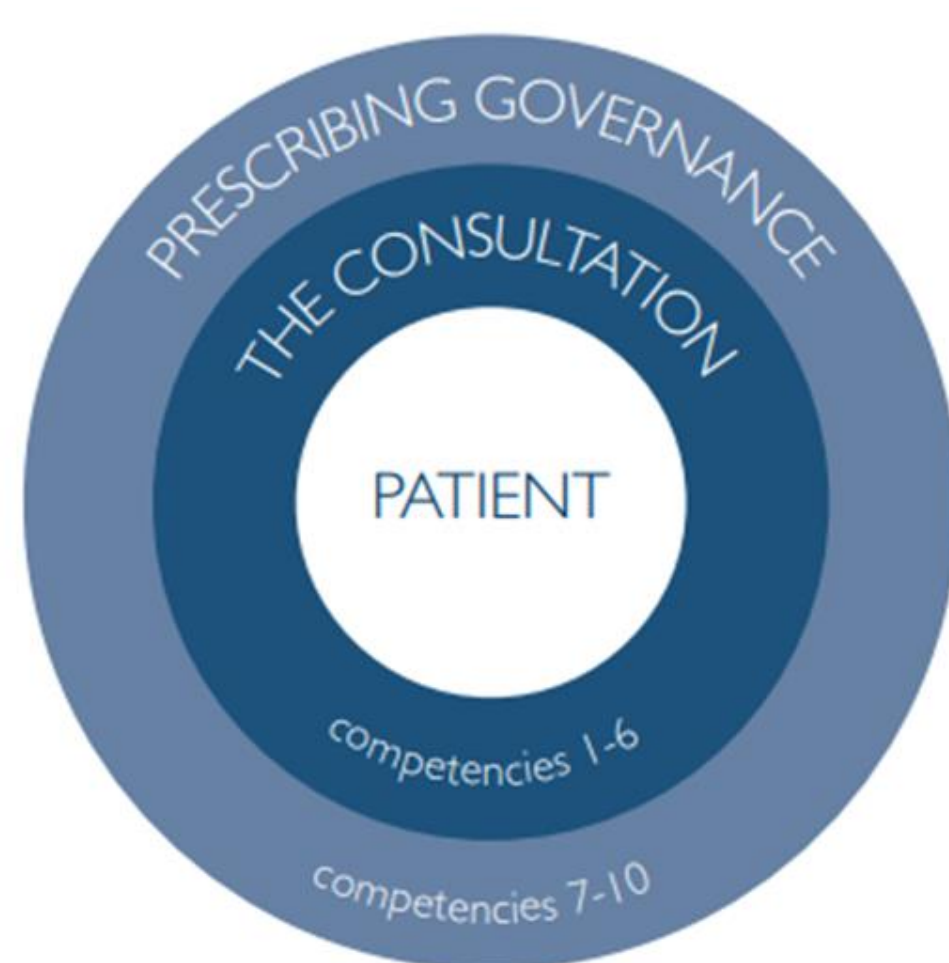 PRESCRIBING GOVERNANCE
THE CONSULTATION
PATIENT
competencies 1-6
competencies 7-10